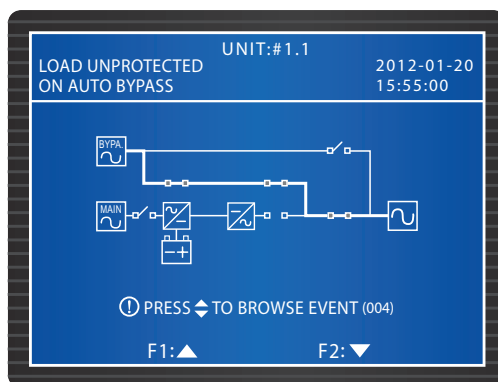 UNIT:#1.1
LOAD UNPROTECTED
2012-01-20
ON AUTO BYPASS
15:55:00
BYPA.
MAIN
PRESS TO BROWSE EVENT (004)
F1:
F2: